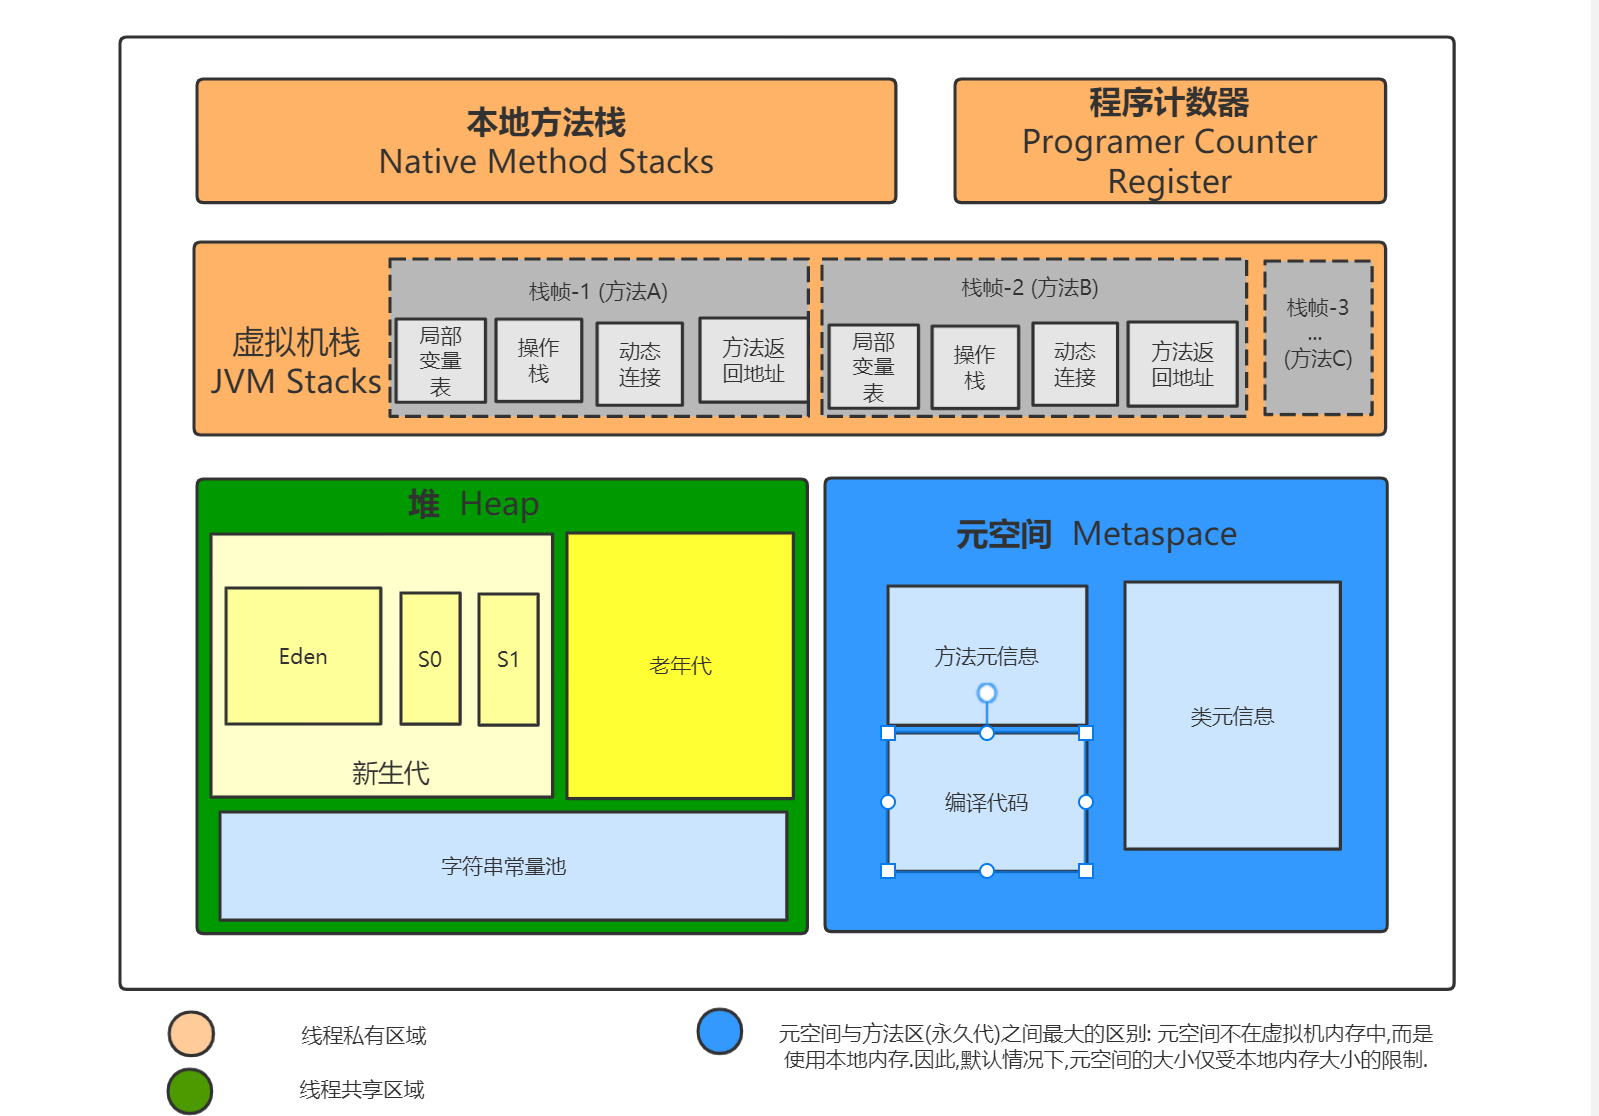 本地方法栈
Native Method Stacks
程序计数器
Programer Counter
Register
虚拟机栈
JVM Stacks
栈帧-1 (方法A)
局部
变量
表
操作
栈
动态
连接
方法返
回地址
栈帧-2 (方法B)
局部
变量
表
操作
栈
动态
连接
方法返
回地址
栈帧-3
...
(方法C)
堆 Heap
Eden
S0
S1
新生代
老年代
字符串常量池
元空间 Metaspace
方法元信息
编译代码
类元信息
线程私有区域
线程共享区域
元空间与方法区(永久代)之间最大的区别: 元空间不在虚拟机内存中,而是
使用本地内存.因此,默认情况下,元空间的大小仅受本地内存大小的限制.